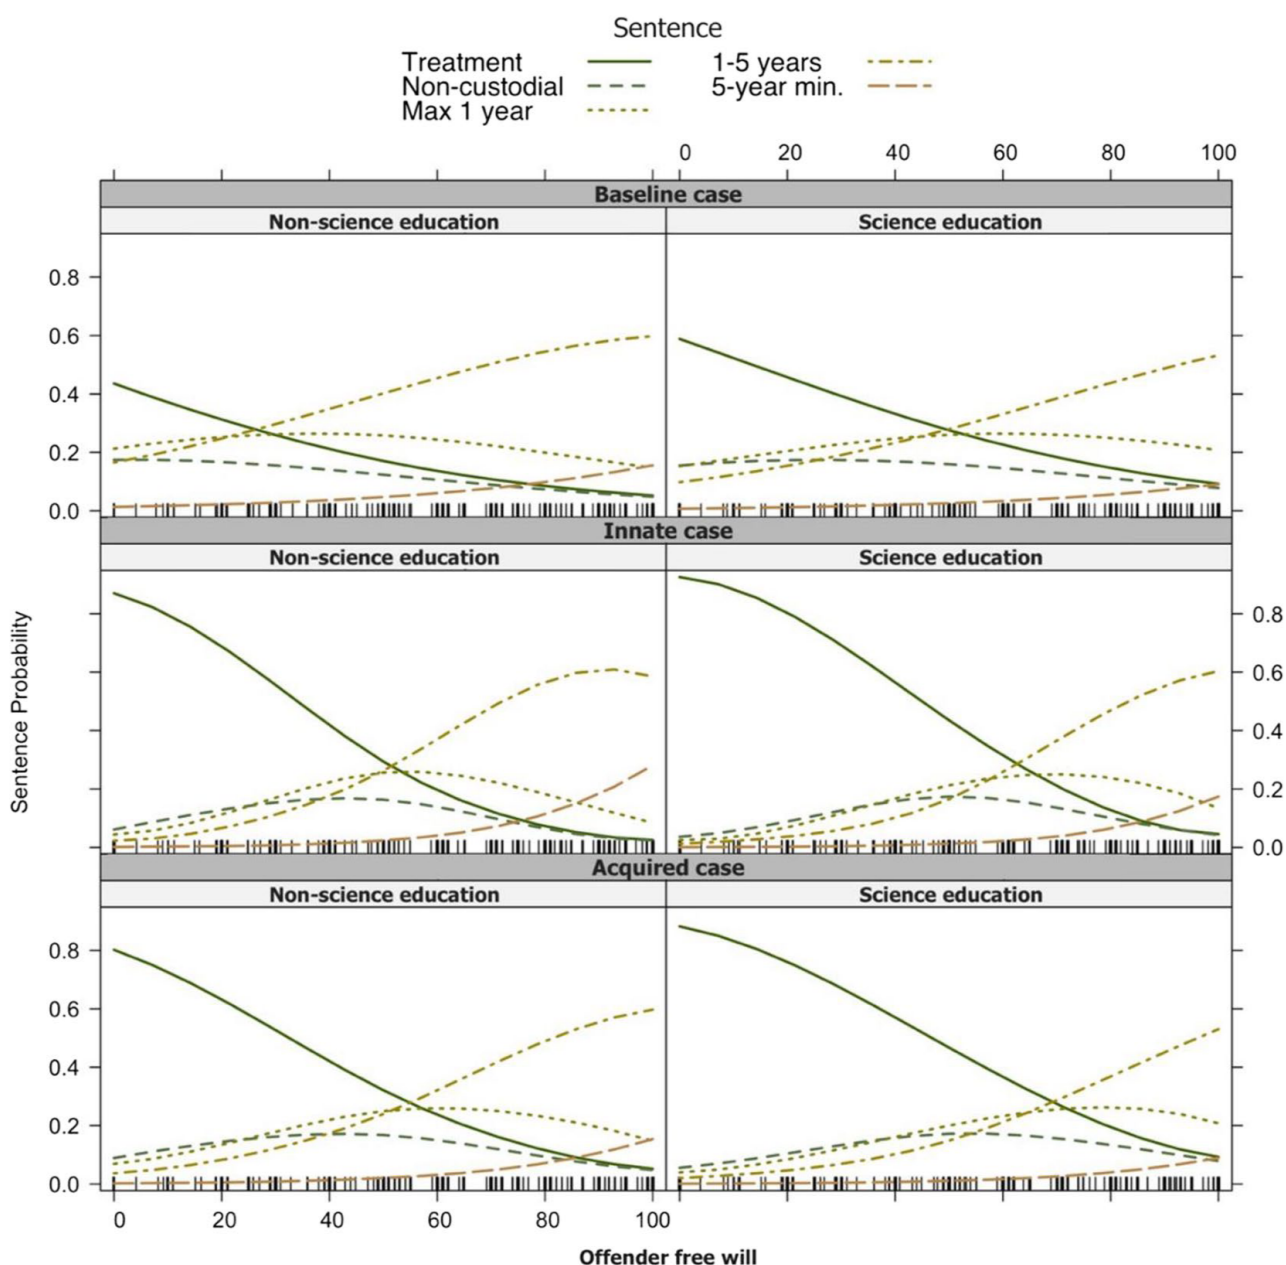 Sentence
Treatment 1-5 years
Non-custodial 5-year min.
Max 1 year
0 20 40 60 80 100
Baseline case
Non-science education Science education
0.8
0.6
0.4
0.2
0.0
Innate case
Non-science education Science education
0.8
0.6
0.4
0.2
0.0
Sentence Probability
Acquired case
Non-science education Science education
0.8
0.6
0.4
0.2
0.0
0 20 40 60 80 100
Offender free will